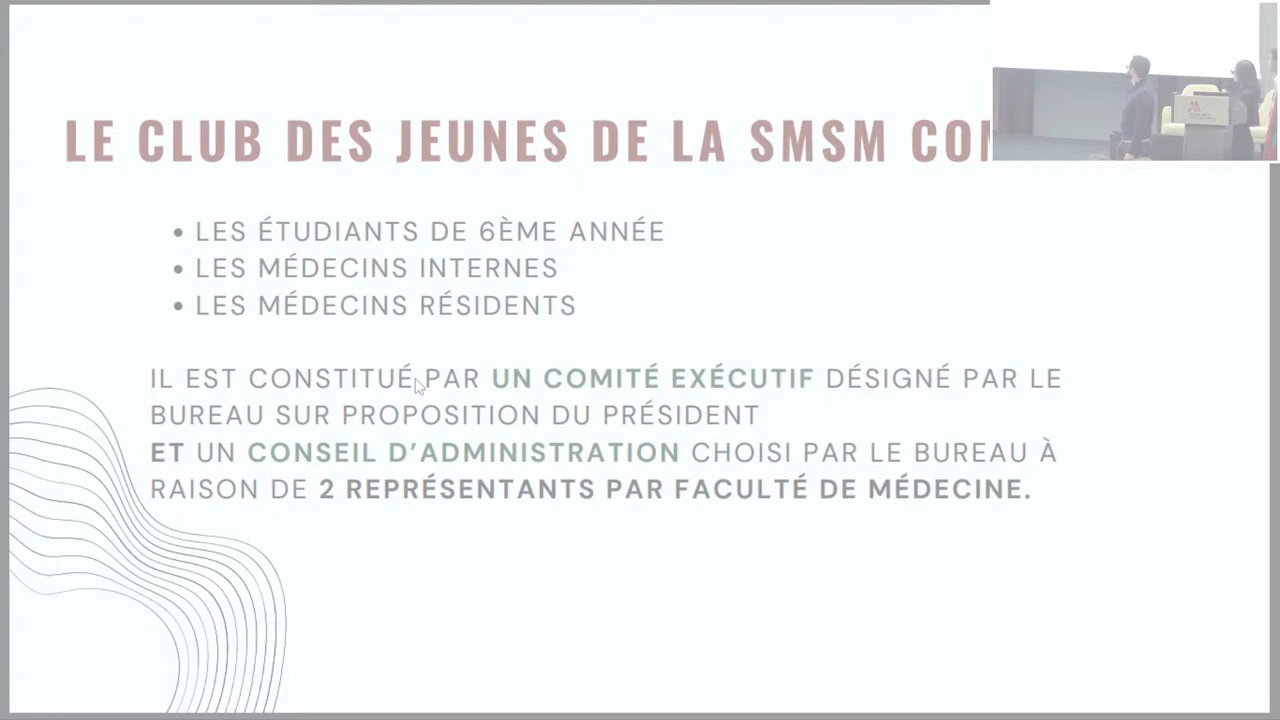 LE CLUB DES JEUNES DE LA SMSM
LES ÉTUDIANTS DE 6ÈME ANNÉE
LES MÉDECINS INTERNES
LES MÉDECINS RÉSIDENTS
IL EST CONSTITUÉ PAR UN COMITÉ EXÉCUTIF DÉSIGNÉ PAR LE
BUREAU SUR PROPOSITION DU PRÉSIDENT
ET UN CONSEIL D'ADMINISTRATION CHOISI PAR LE BUREAU À
RAISON DE 2 REPRÉSENTANTS PAR FACULTÉ DE MÉDECINE.